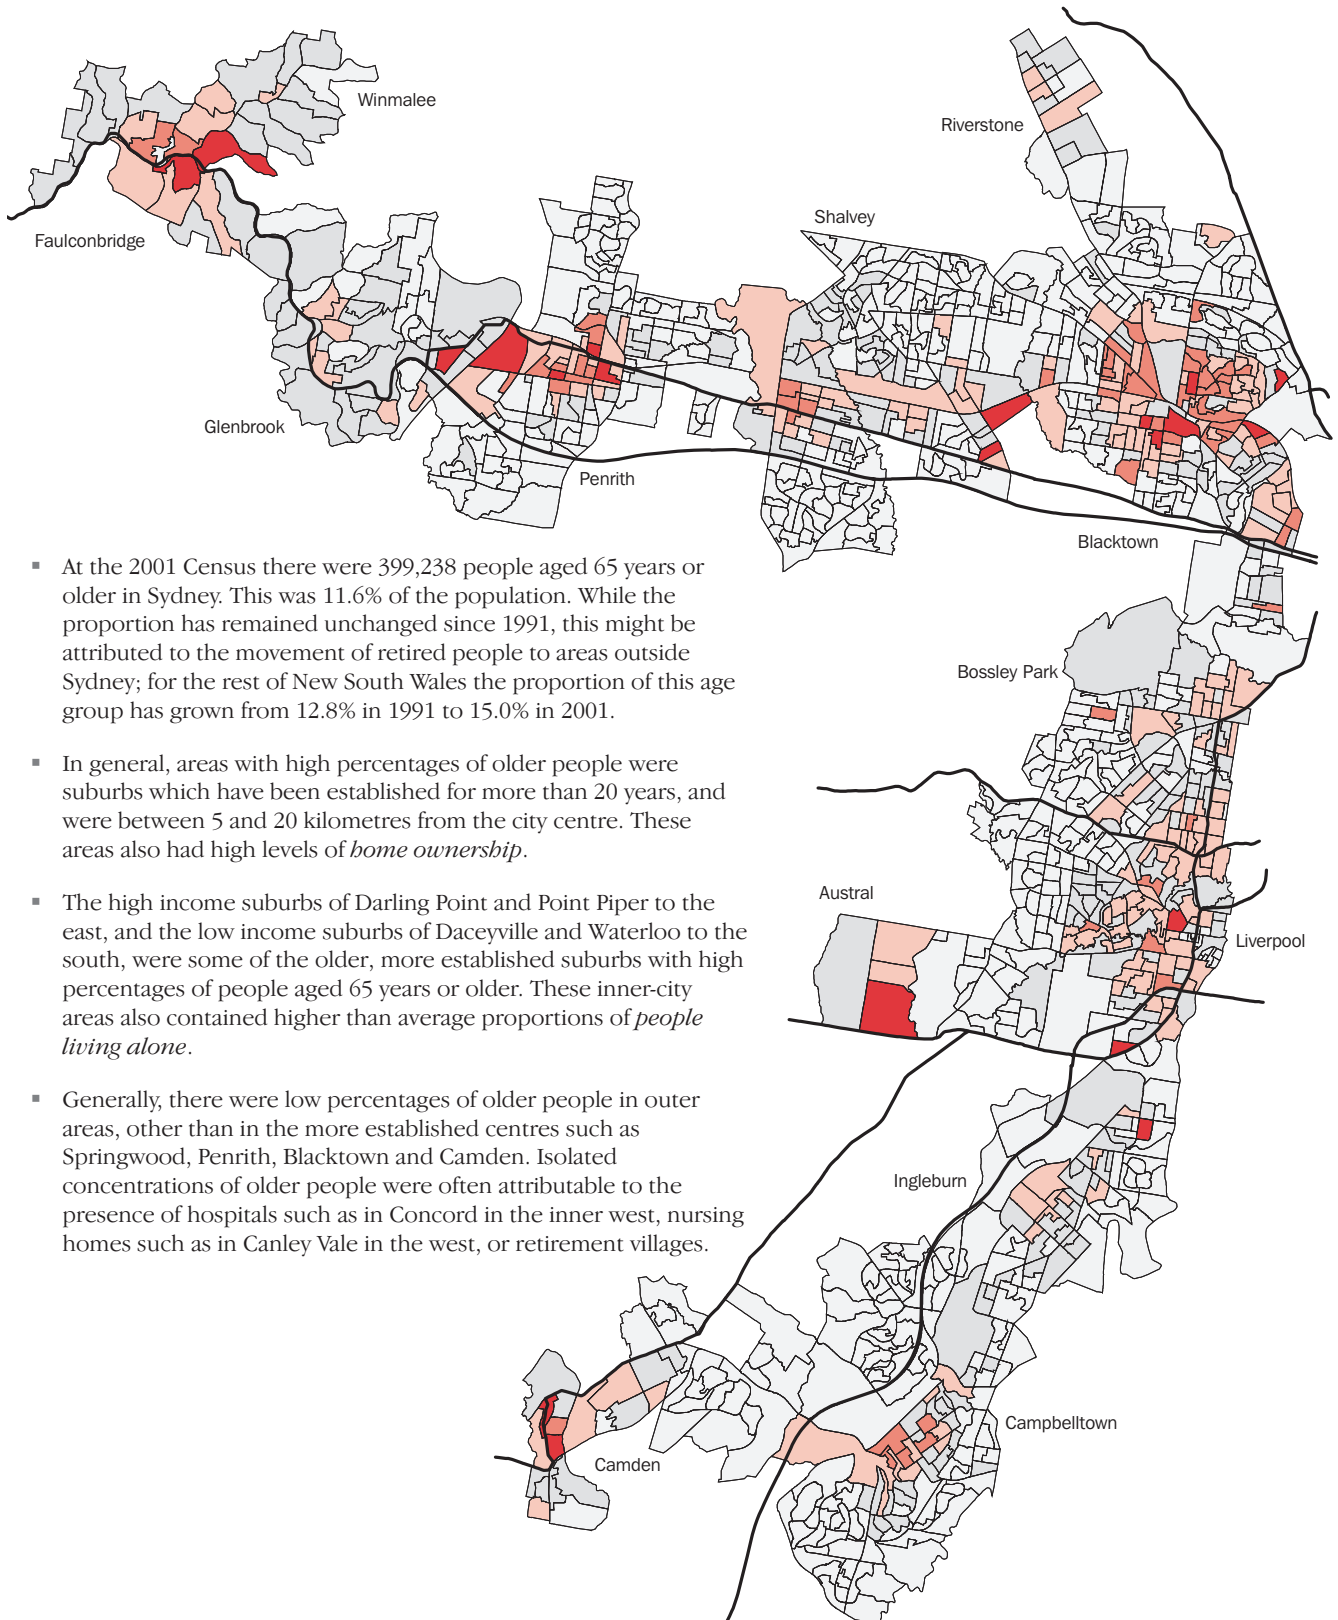 Winmalee
Riverstone
Shalvey
Faulconbridge
Glenbrook
Penrith
Blacktown
▪ At the 2001 Census there were 399,238 people aged 65 years or
older in Sydney. This was 11.6% of the population. While the
proportion has remained unchanged since 1991, this might be
attributed to the movement of retired people to areas outside
Sydney; for the rest of New South Wales the proportion of this age
group has grown from 12.8% in 1991 to 15.0% in 2001.
▪ In general, areas with high percentages of older people were
suburbs which have been established for more than 20 years, and
were between 5 and 20 kilometres from the city centre. These
areas also had high levels of home ownership.
▪ The high income suburbs of Darling Point and Point Piper to the
east, and the low income suburbs of Daceyville and Waterloo to the
south, were some of the older, more established suburbs with high
percentages of people aged 65 years or older. These inner-city
areas also contained higher than average proportions of people
living alone.
▪ Generally, there were low percentages of older people in outer
areas, other than in the more established centres such as
Springwood, Penrith, Blacktown and Camden. Isolated
concentrations of older people were often attributable to the
presence of hospitals such as in Concord in the inner west, nursing
homes such as in Canley Vale in the west, or retirement villages.
Bossley Park
Austral
Liverpool
Ingleburn
Campbelltown
Camden